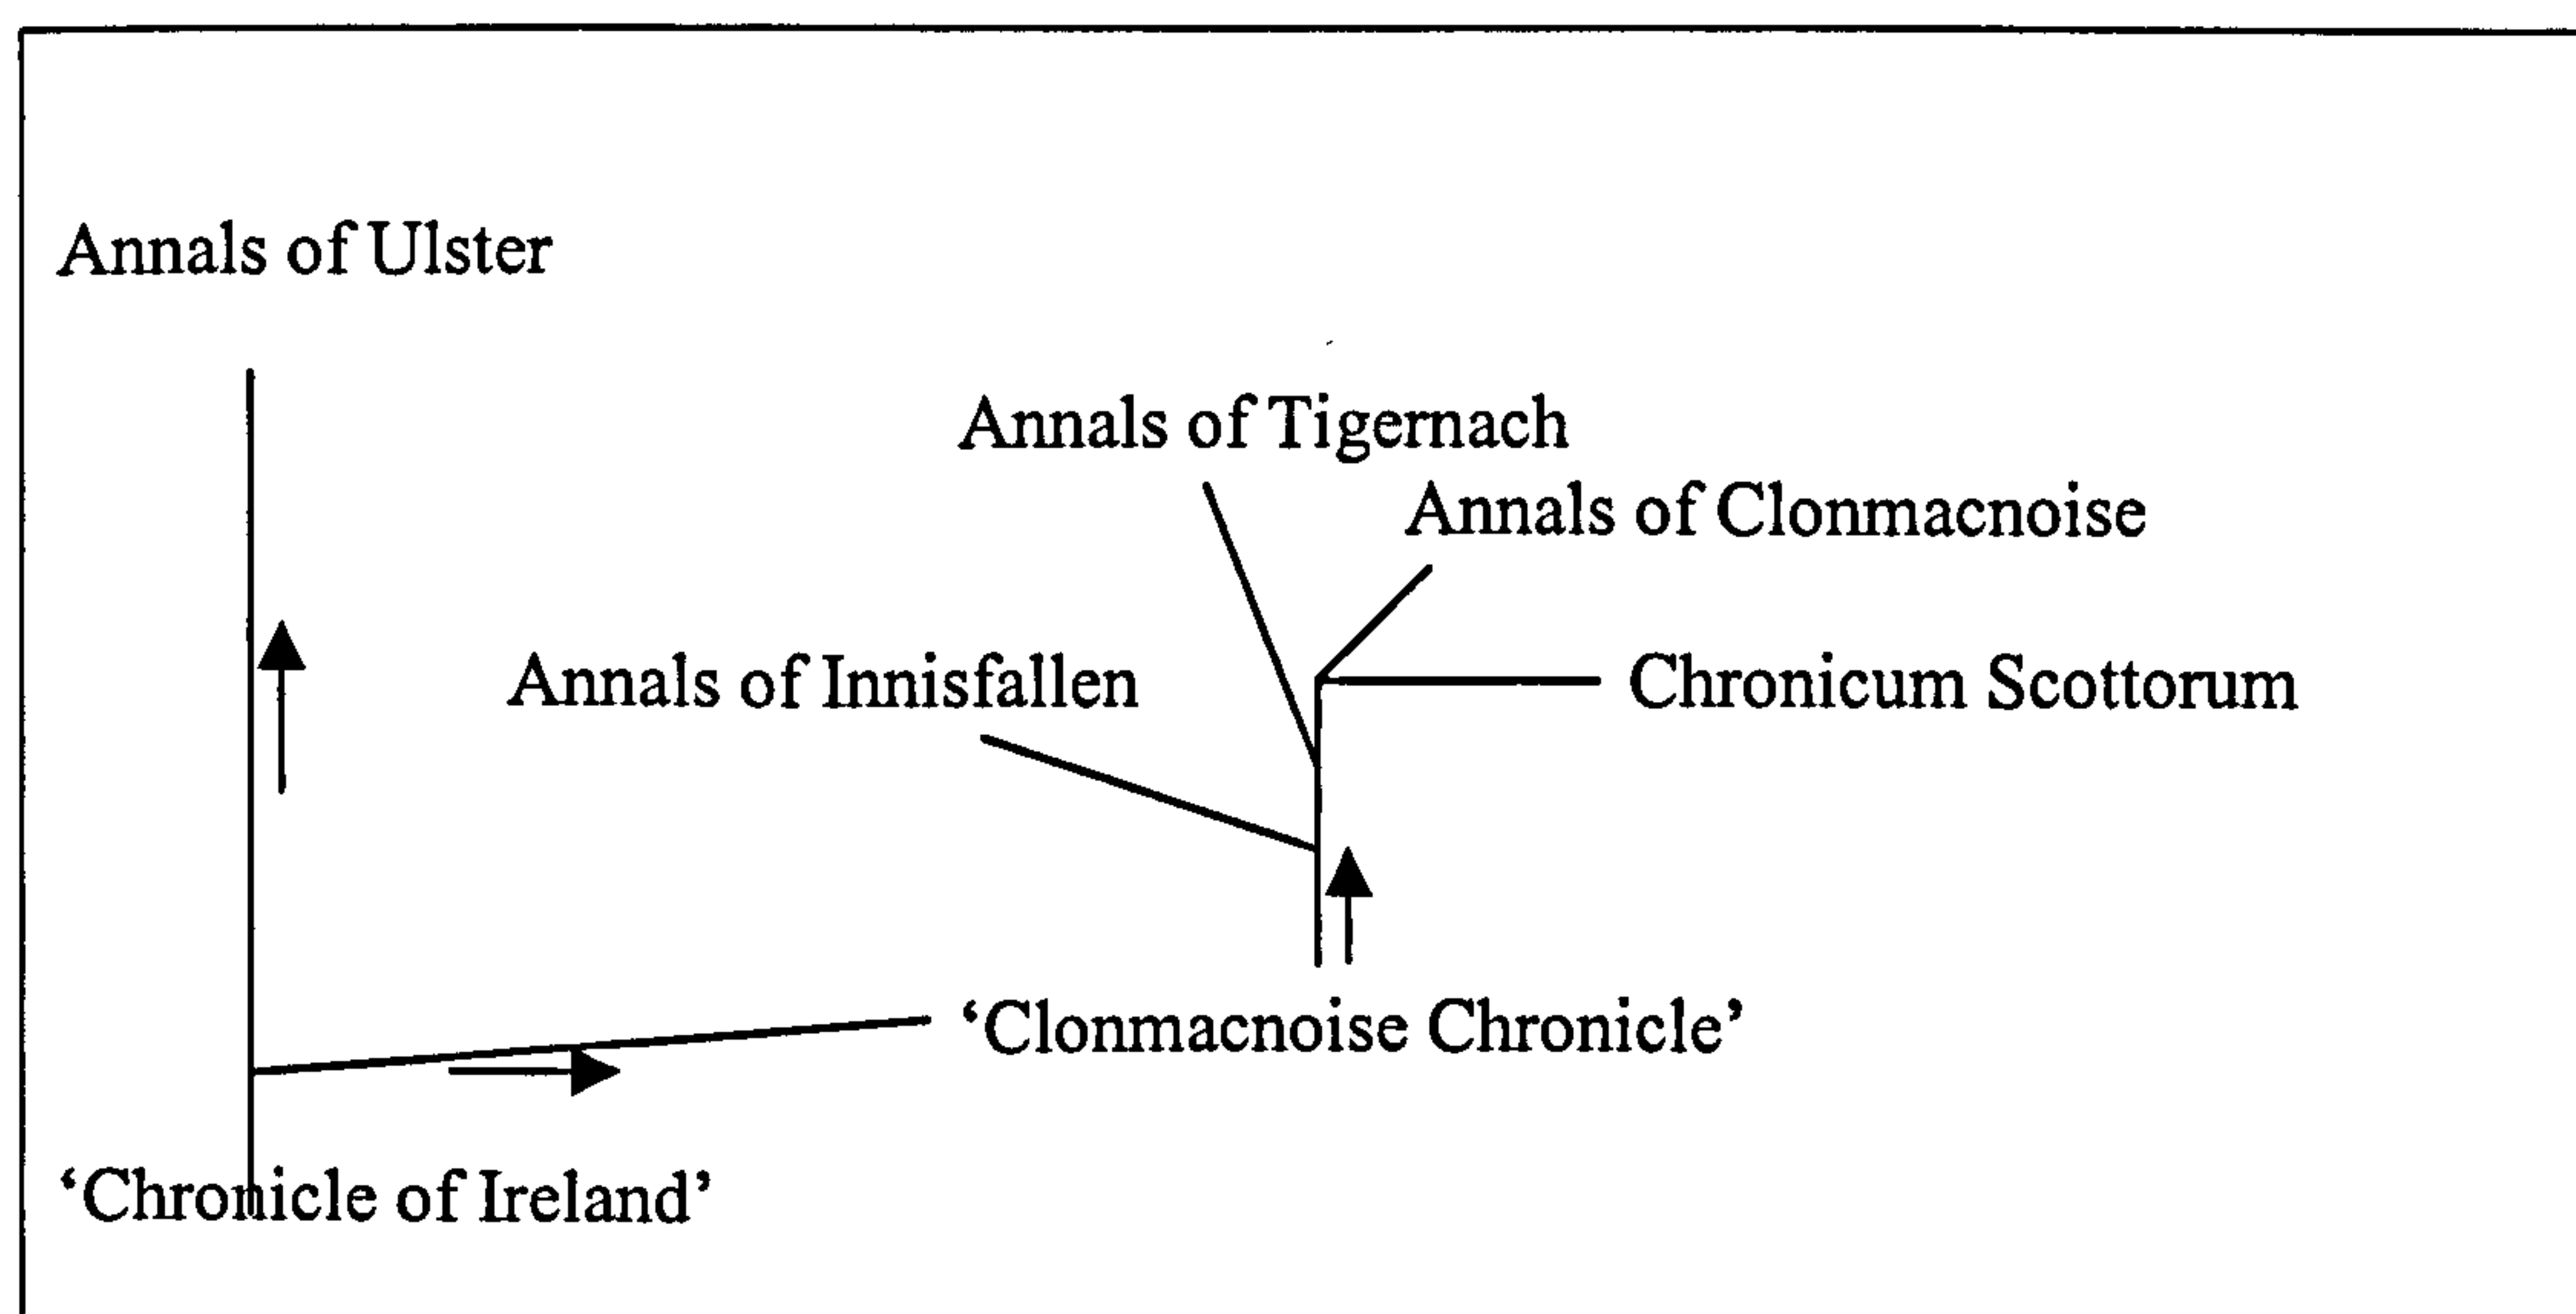 Annals of Ulster
Annals of Tigernach
Annals of Clonmacnoise
Annals of Innisfallen
Chronicum Scottorum
‘Clonmacnoise Chronicle’
‘Chronicle of Ireland’